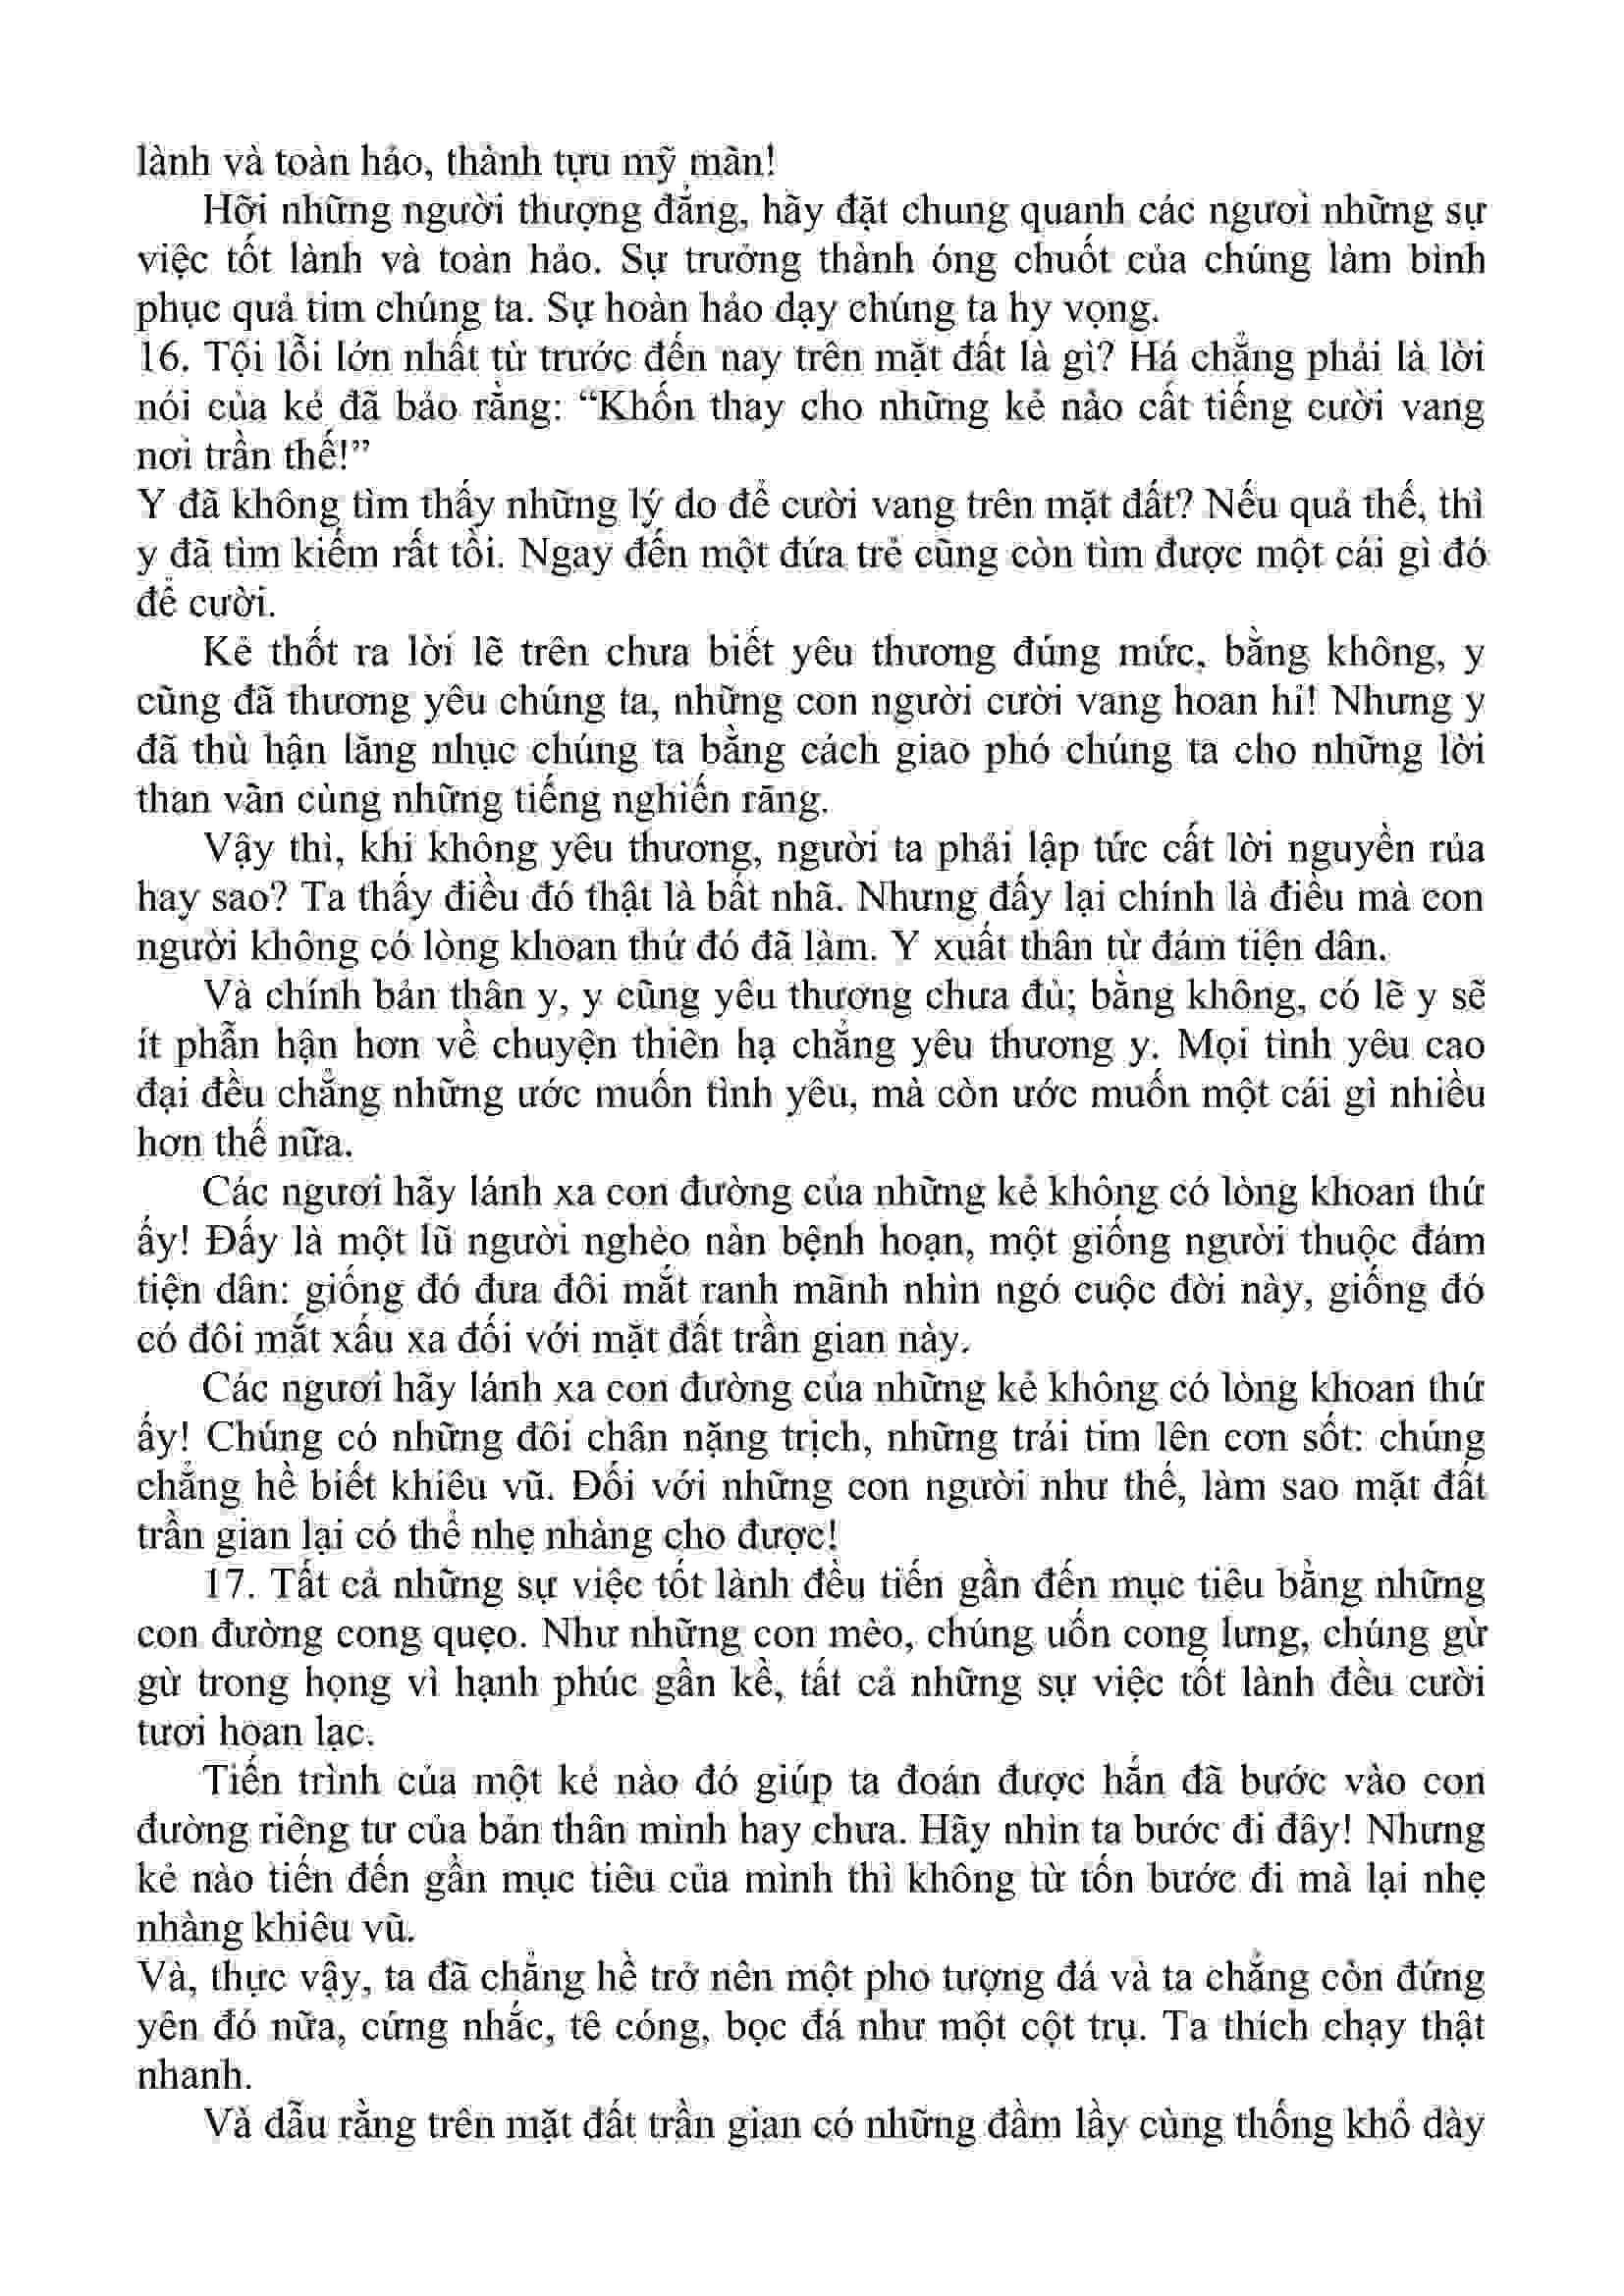 lành và toàn hảo, thành tựu mỹ mãn!
Hỡi những người thượng đẳng, hãy đặt chung quanh các ngươi những sự
việc tốt lành và toàn hảo. Sự trưởng thành óng chuốt của chúng làm bình
phục quả tim chúng ta. Sự hoàn hảo dạy chúng ta hy vọng.
16. Tội lỗi lớn nhất từ trước đến nay trên mặt đất là gì? Há chẳng phải là lời
nói của kẻ đã bảo rằng: “Khốn thay cho những kẻ nào cất tiếng cười vang
nơi trần thế!”
Y đã không tìm thấy những lý do để cười vang trên mặt đất? Nếu quả thế, thì
y đã tìm kiếm rất tồi. Ngay đến một đứa trẻ cũng còn tìm được một cái gì đó
để cười.
Kẻ thốt ra lời lẽ trên chưa biết yêu thương đúng mức, bằng không, y
cũng đã thương yêu chúng ta, những con người cười vang hoan hỉ! Nhưng y
đã thù hận lăng nhục chúng ta bằng cách giao phó chúng ta cho những lời
than vãn cùng những tiếng nghiến răng.
Vậy thì, khi không yêu thương, người ta phải lập tức cất lời nguyền rủa
hay sao? Ta thấy điều đó thật là bất nhã. Nhưng đấy lại chính là điều mà con
người không có lòng khoan thứ đó đã làm. Y xuất thân từ đám tiện dân.
Và chính bản thân y, y cũng yêu thương chưa đủ; bằng không, có lẽ y sẽ
ít phẫn hận hơn về chuyện thiên hạ chẳng yêu thương y. Mọi tình yêu cao
đại đều chẳng những ước muốn tình yêu, mà còn ước muốn một cái gì nhiều
hơn thế nữa.
Các ngươi hãy lánh xa con đường của những kẻ không có lòng khoan thứ
ấy! Đấy là một lũ người nghèo nàn bệnh hoạn, một giống người thuộc đám
tiện dân: giống đó đưa đôi mắt ranh mãnh nhìn ngó cuộc đời này, giống đó
có đôi mắt xấu xa đối với mặt đất trần gian này.
Các ngươi hãy lánh xa con đường của những kẻ không có lòng khoan thứ
ấy! Chúng có những đôi chân nặng trịch, những trái tim lên cơn sốt: chúng
chẳng hề biết khiêu vũ. Đối với những con người như thế, làm sao mặt đất
trần gian lại có thể nhẹ nhàng cho được!
17. Tất cả những sự việc tốt lành đều tiến gần đến mục tiêu bằng những
con đường cong quẹo. Như những con mèo, chúng uốn cong lưng, chúng gừ
gừ trong họng vì hạnh phúc gần kề, tất cả những sự việc tốt lành đều cười
tươi hoan lạc.
Tiến trình của một kẻ nào đó giúp ta đoán được hắn đã bước vào con
đường riêng tư của bản thân mình hay chưa. Hãy nhìn ta bước đi đây! Nhưng
kẻ nào tiến đến gần mục tiêu của mình thì không từ tốn bước đi mà lại nhẹ
nhàng khiêu vũ.
Và, thực vậy, ta đã chẳng hề trở nên một pho tượng đá và ta chẳng còn đứng
yên đó nữa, cứng nhắc, tê cóng, bọc đá như một cột trụ. Ta thích chạy thật
nhanh.
Và dẫu rằng trên mặt đất trần gian có những đầm lầy cùng thống khổ dày